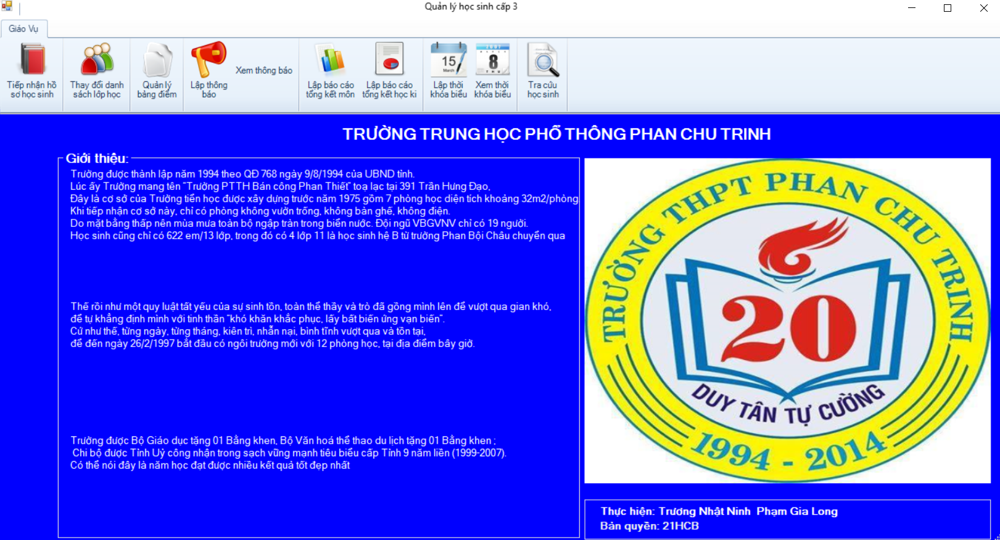 Quản lý học sinh cấp 3
Giáo Vụ
Tiếp nhận hồ
sơ học sinh
Thay đổi danh
sách lớp học
Quản lý
bảng điểm
Lập thông
báo
Xem thông báo
Lập báo cáo
tổng kết môn
Lập báo cáo
tổng kết học kì
15
March
Lập thời
khóa biểu
2007
8
THU
Xem thời
khóa biểu
Tra cứu
học sinh
TRƯỜNG TRUNG HỌC PHỔ THÔNG PHAN CHU TRINH
Giới thiệu:
Trường được thành lập năm 1994 theo QĐ 768 ngày 9/8/1994 của UBND tỉnh.
Lúc ấy Trường mang tên “Trường PTTH Bán công Phan Thiết” toạ lạc tại 391 Trần Hưng Đạo,
Đây là cơ sở của Trường tiền học được xây dựng trước năm 1975 gồm 7 phòng học diện tích khoảng 32m2/phòng.
Khi tiếp nhận cơ sở này, chỉ có phòng không vườn trống, không bàn ghế, không điện.
Do mặt bằng thấp nên mùa mưa toàn bộ ngập tràn trong biển nước. Đội ngũ VBGVNV chỉ có 19 người.
Học sinh cũng chỉ có 622 em/13 lớp, trong đó có 4 lớp 11 là học sinh hệ B từ trường Phan Bội Châu chuyển qua
Thế rồi như một quy luật tất yếu của sự sinh tồn, toàn thể thầy và trò đã gồng mình lên để vượt qua gian khó,
để tự khẳng định mình với tinh thần “khó khăn khắc phục, lấy bất biến ứng vạn biến”.
Cứ như thế, từng ngày, từng tháng, kiên trì, nhẫn nại, bình tĩnh vượt qua và tồn tại,
để đến ngày 26/2/1997 bắt đầu có ngôi trường mới với 12 phòng học, tại địa điểm bây giờ.
Trường được Bộ Giáo dục tặng 01 Bằng khen, Bộ Văn hoá thể thao du lịch tặng 01 Bằng khen ;
Chi bộ được Tỉnh Uỷ công nhận trong sạch vững mạnh tiêu biểu cấp Tỉnh 9 năm liền (1999-2007).
Có thể nói đây là năm học đạt được nhiều kết quả tốt đẹp nhất
TRƯỜNG THPT PHAN CHU TRINH
20
DUY TÂN TỰ CƯỜNG
1994 - 2014
Thực hiện: Trương Nhật Ninh Phạm Gia Long
Bản quyền: 21HCB